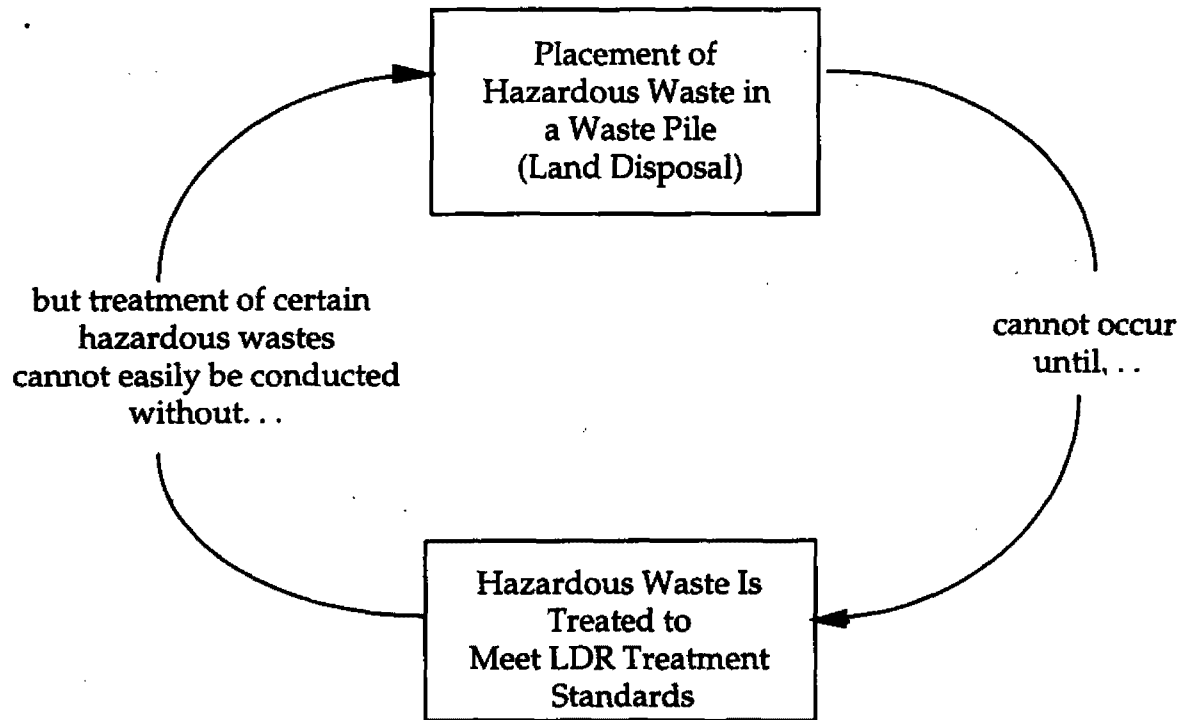 Placement of
Hazardous Waste in
a Waste Pile
(Land Disposal)
cannot occur
until. . .
Hazardous Waste Is
Treated to
Meet LDR Treatment
Standards
but treatment of certain
hazardous wastes
cannot easily be conducted
without. . .